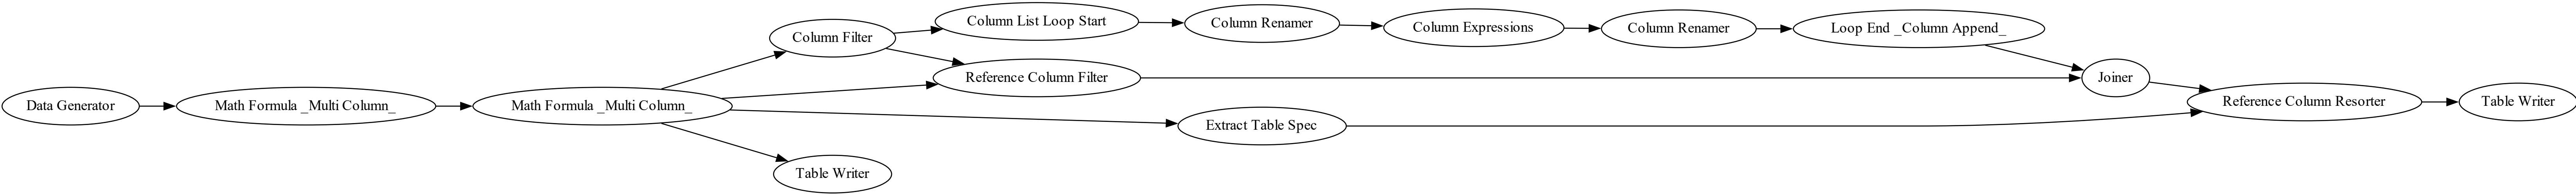 Data Generator
Math Formula _Multi Column_
Math Formula _Multi Column_
Column Filter
Column List Loop Start
Column Renamer
Column Expressions
Column Renamer
Loop End _Column Append_
Reference Column Filter
Joiner
Extract Table Spec
Reference Column Resorter
Table Writer
Table Writer